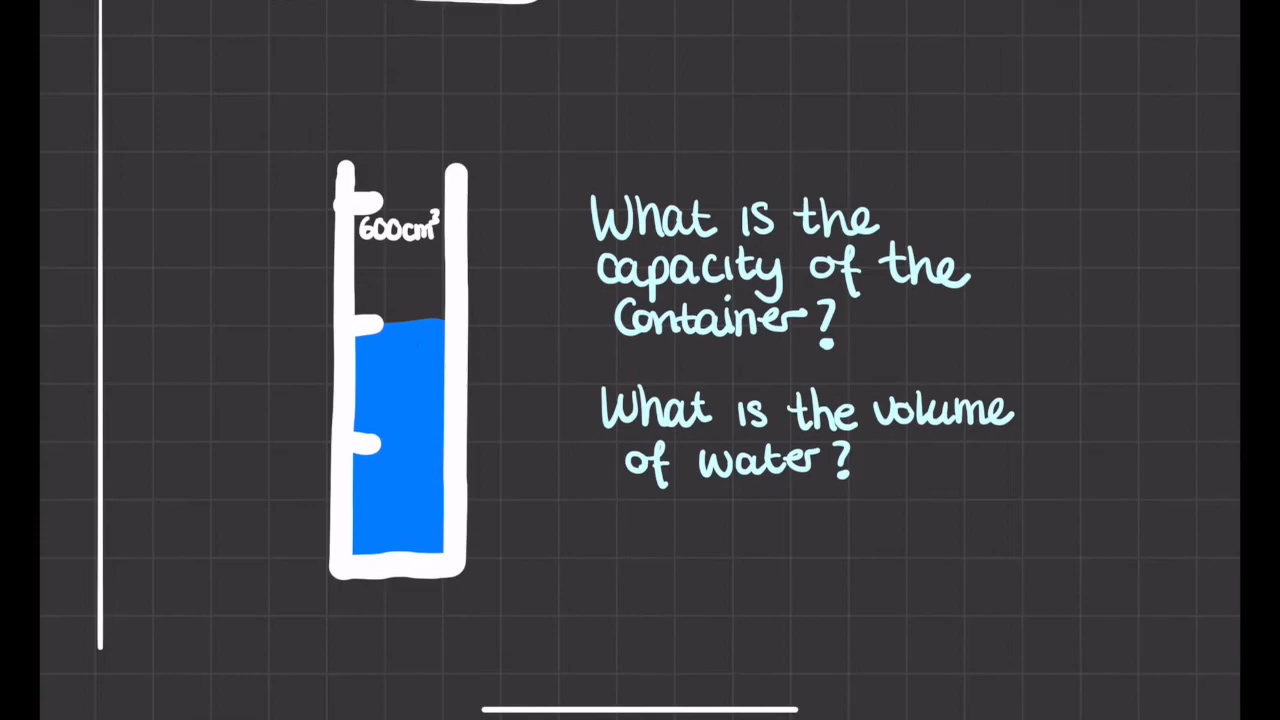 600cm³
What is the
capacity of the
Container?
What is the volume
of water?